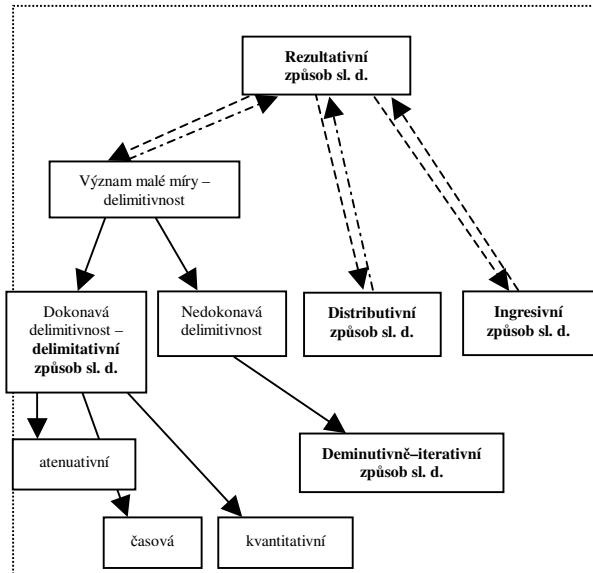 Rezultativní
způsob sl. d.
Význam malé míry –
delimitivnost
Dokonavá
delimitivnost –
delimitativní
způsob sl. d.
Nedokonavá
delimitivnost
Distributivní
způsob sl. d.
Ingresivní
způsob sl. d.
atenuativní
Deminutivně–iterativní
způsob sl. d.
časová
kvantitativní